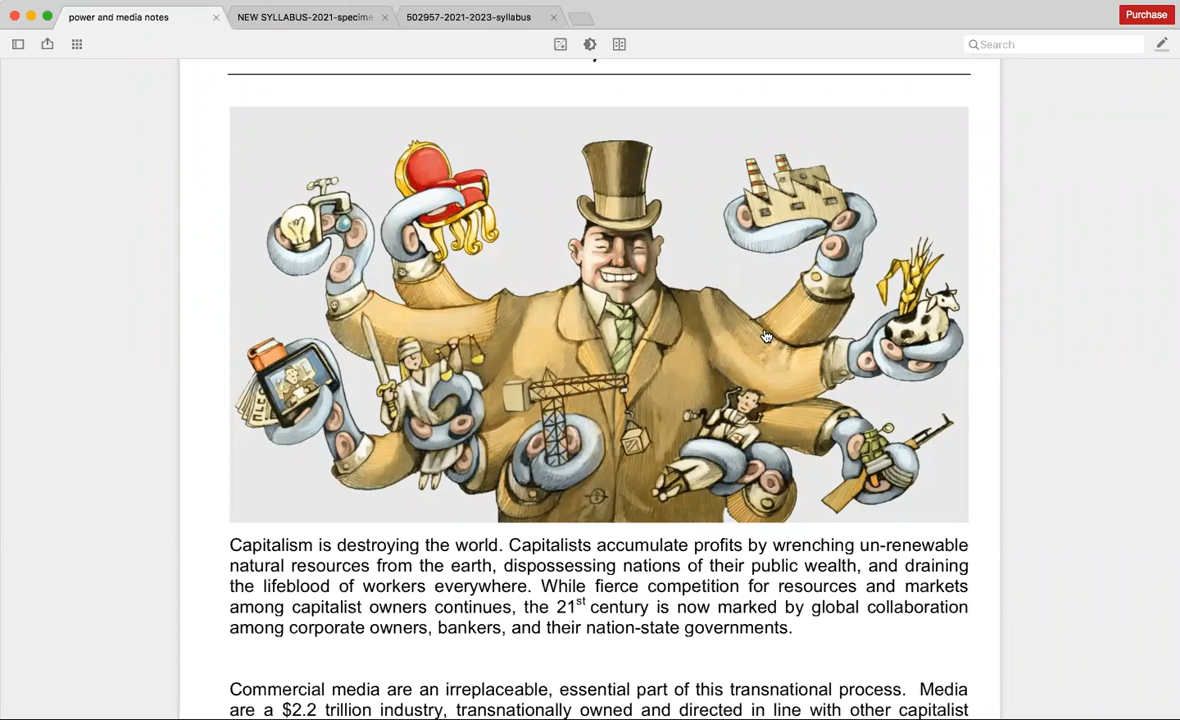 power and media notes
NEW SYLLABUS-2021-specime
502957-2021-2023-syllabus
Purchase
Search
Capitalism is destroying the world. Capitalists accumulate profits by wrenching un-renewable
natural resources from the earth, dispossessing nations of their public wealth, and draining
the lifeblood of workers everywhere. While fierce competition for resources and markets
among capitalist owners continues, the 21st century is now marked by global collaboration
among corporate owners, bankers, and their nation-state governments.
Commercial media are an irreplaceable, essential part of this transnational process. Media
are a $2.2 trillion industry, transnationally owned and directed in line with other capitalist